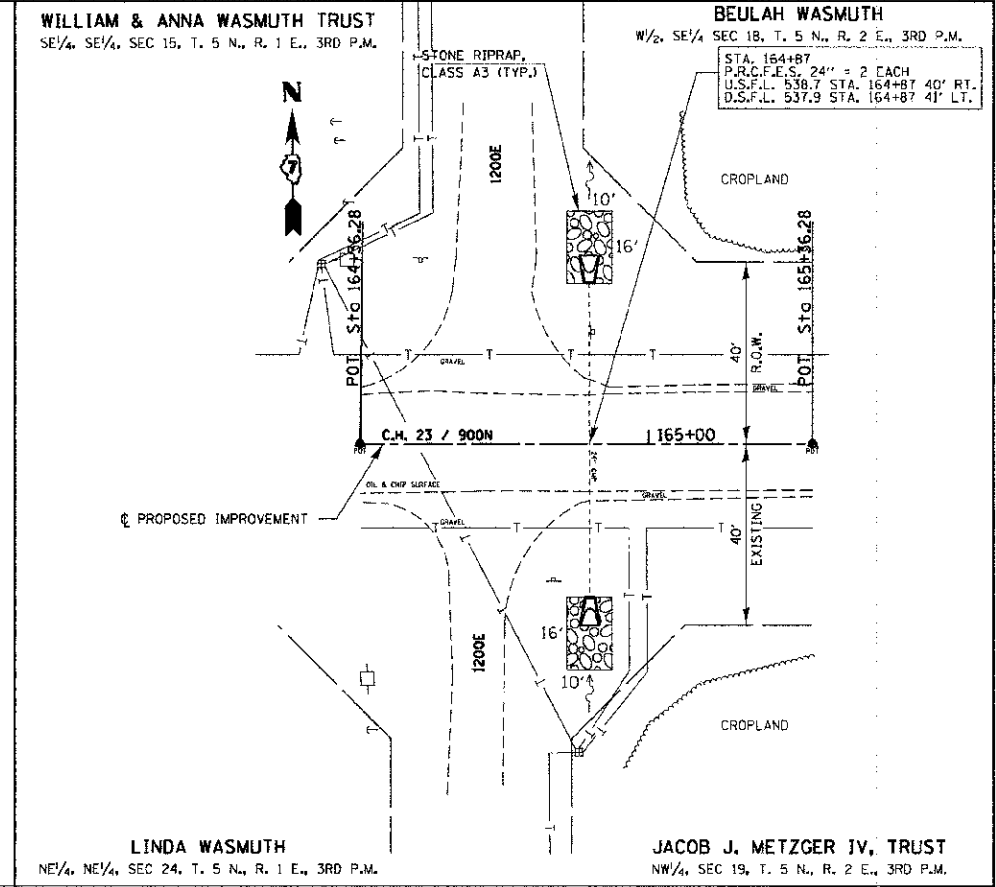 WILLIAM & ANNA WASMUTH TRUST
SE¼, SE¼, SEC 15, T. 5 N., R. 1 E., 3RD P.M.
BEULAH WASMUTH
W/2, SE¼ SEC 18, T. 5 N., R. 2 E., 3RD P.M.
STONE RIPRAP,
CLASS A3 (TYP.)
STA. 164+87
P.R.C.F.E.S. 24" = 2 EACH
U.S.F.L. 538.7 STA. 164+87 40' RT.
D.S.F.L. 537.9 STA. 164+87 41' LT.
N
7
1200E
CROPLAND
10'
16'
POT Sta 164+36.28
POT Sta 165+36.28
40'
R.O.W.
T T T T
GRAVEL
GRAVEL
C.H. 23 / 900N
165+00
POT
POT
OIL & CHIP SURFACE
GRAVEL
℄ PROPOSED IMPROVEMENT
GRAVEL
T T T T
40'
EXISTING
1200E
16'
10'
CROPLAND
LINDA WASMUTH
NE¼, NE¼, SEC 24, T. 5 N., R. 1 E., 3RD P.M.
JACOB J. METZGER IV, TRUST
NW¼, SEC 19, T. 5 N., R. 2 E., 3RD P.M.